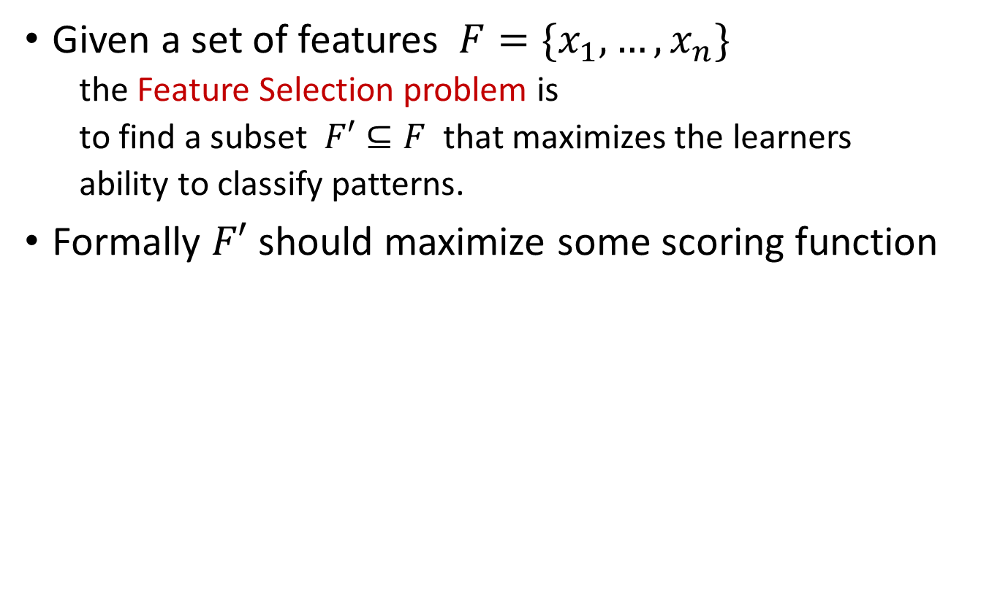 • Given a set of features F = {x₁, … , xₙ}
the Feature Selection problem is
to find a subset F′ ⊆ F that maximizes the learners
ability to classify patterns.
• Formally F′ should maximize some scoring function